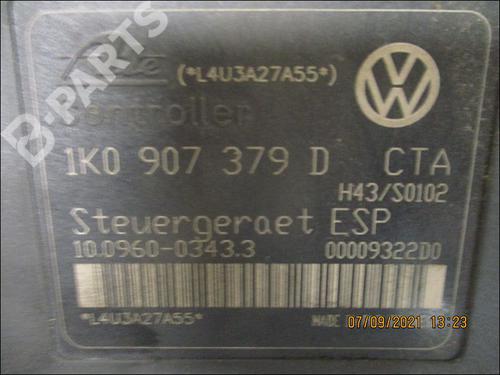 B-PARTS
Ate (*L4U3A27A55*)
Controller
1K0 907 379 D CTA
H43/S0102
Steuergeraet ESP
10.0960-0343.3 00009322D0
*L4U3A27A55* MADE
07/09/2021 13:23